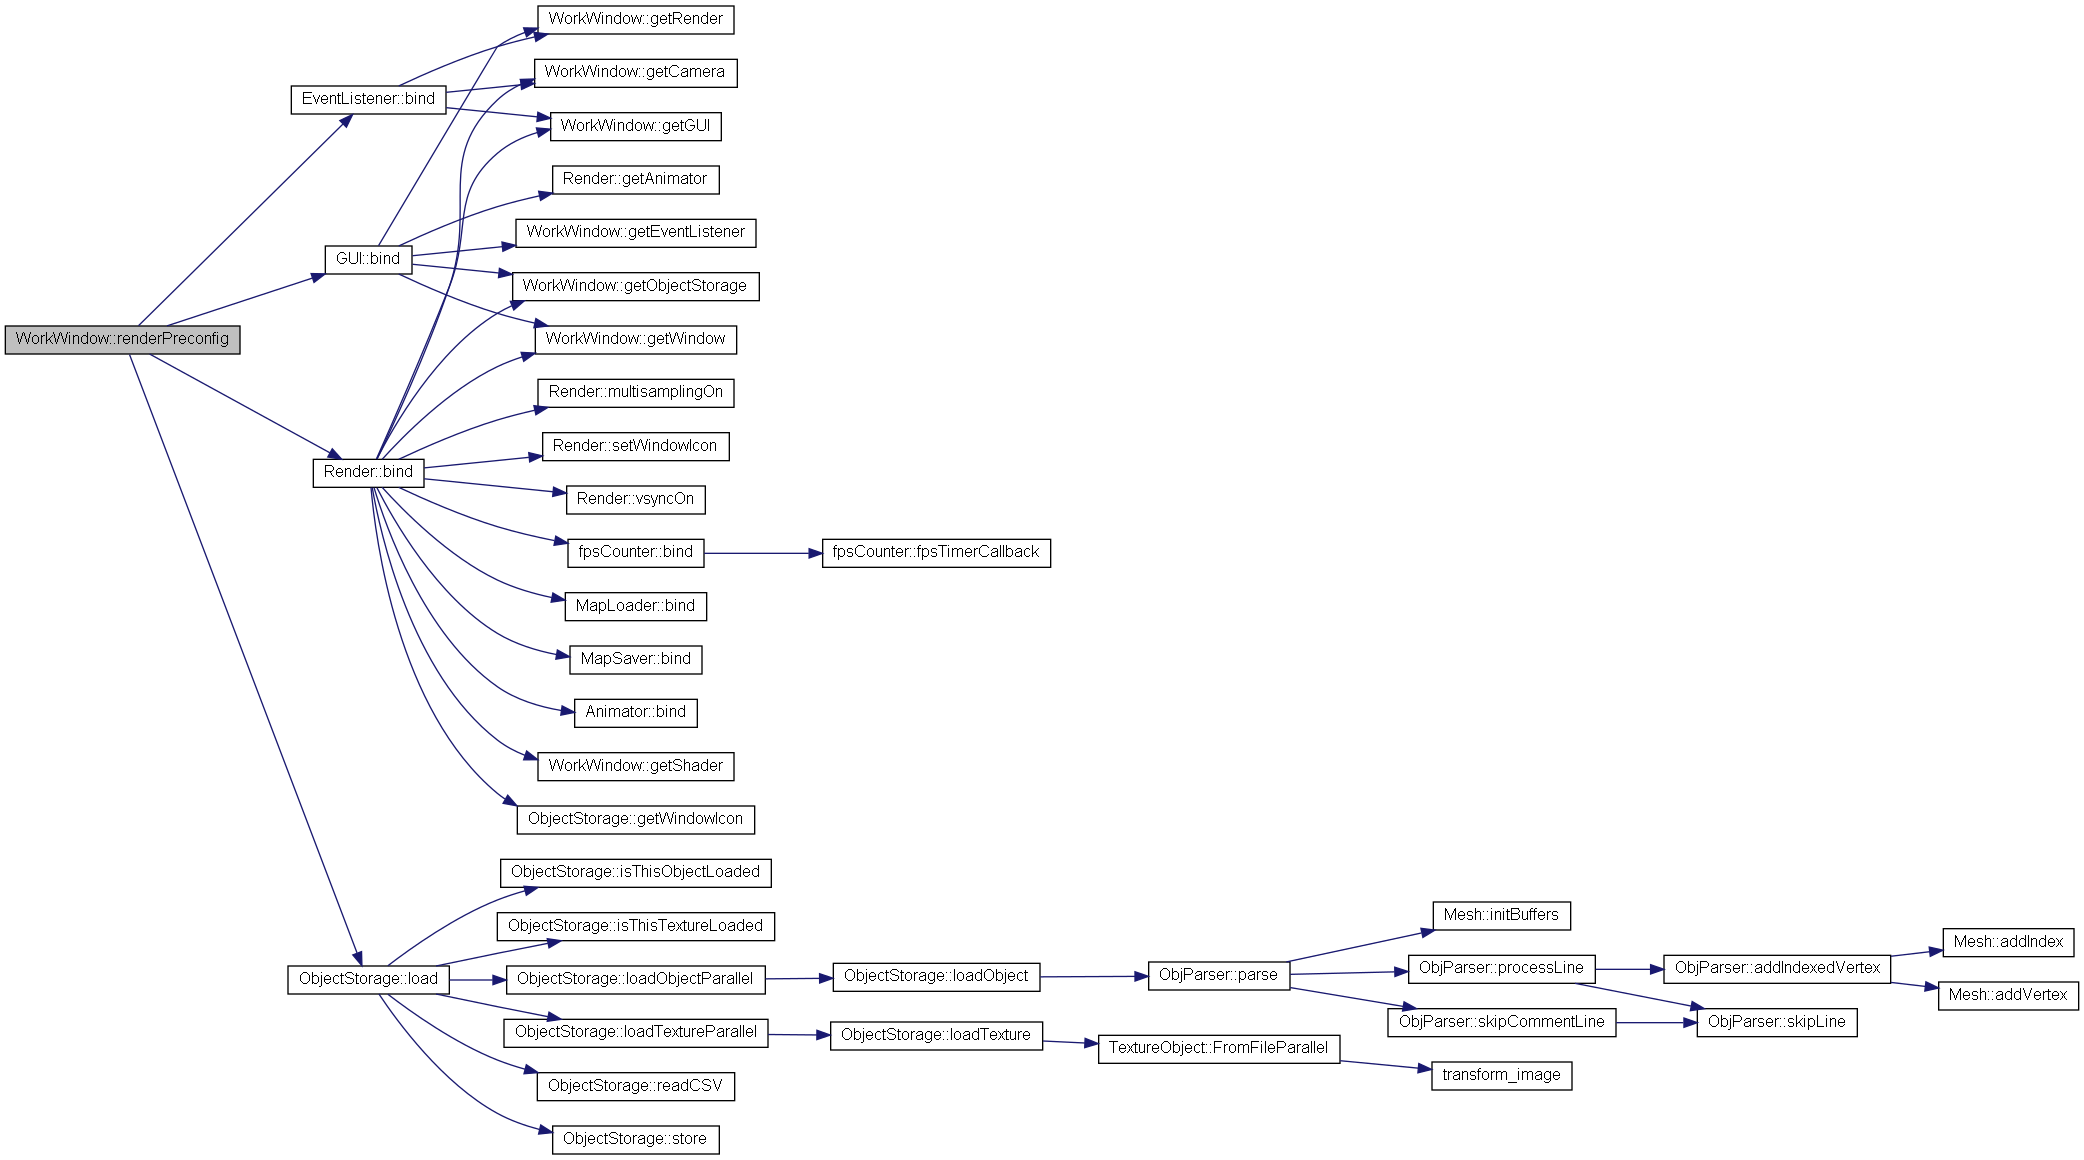 WorkWindow::renderPreconfig
EventListener::bind
GUI::bind
Render::bind
ObjectStorage::load
WorkWindow::getRender
WorkWindow::getCamera
WorkWindow::getGUI
Render::getAnimator
WorkWindow::getEventListener
WorkWindow::getObjectStorage
WorkWindow::getWindow
Render::multisamplingOn
Render::setWindowIcon
Render::vsyncOn
fpsCounter::bind
fpsCounter::fpsTimerCallback
MapLoader::bind
MapSaver::bind
Animator::bind
WorkWindow::getShader
ObjectStorage::getWindowIcon
ObjectStorage::isThisObjectLoaded
ObjectStorage::isThisTextureLoaded
ObjectStorage::loadObjectParallel
ObjectStorage::loadTextureParallel
ObjectStorage::readCSV
ObjectStorage::store
ObjectStorage::loadObject
ObjectStorage::loadTexture
ObjParser::parse
TextureObject::FromFileParallel
Mesh::initBuffers
ObjParser::processLine
ObjParser::skipCommentLine
transform_image
ObjParser::addIndexedVertex
ObjParser::skipLine
Mesh::addIndex
Mesh::addVertex